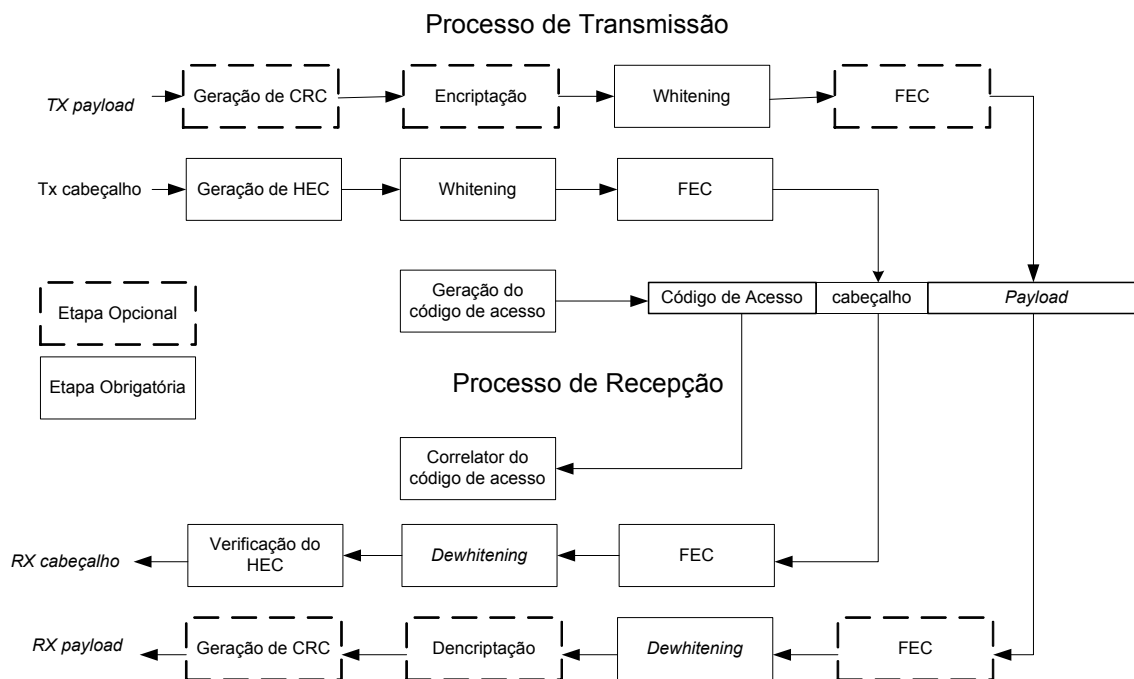 Processo de Transmissão
TX payload
Geração de CRC
Encriptação
Whitening
FEC
Tx cabeçalho
Geração de HEC
Whitening
FEC
Etapa Opcional
Etapa Obrigatória
Geração do
código de acesso
Código de Acesso
cabeçalho
Payload
Processo de Recepção
Correlator do
código de acesso
RX cabeçalho
Verificação do
HEC
Dewhitening
FEC
RX payload
Geração de CRC
Dencriptação
Dewhitening
FEC